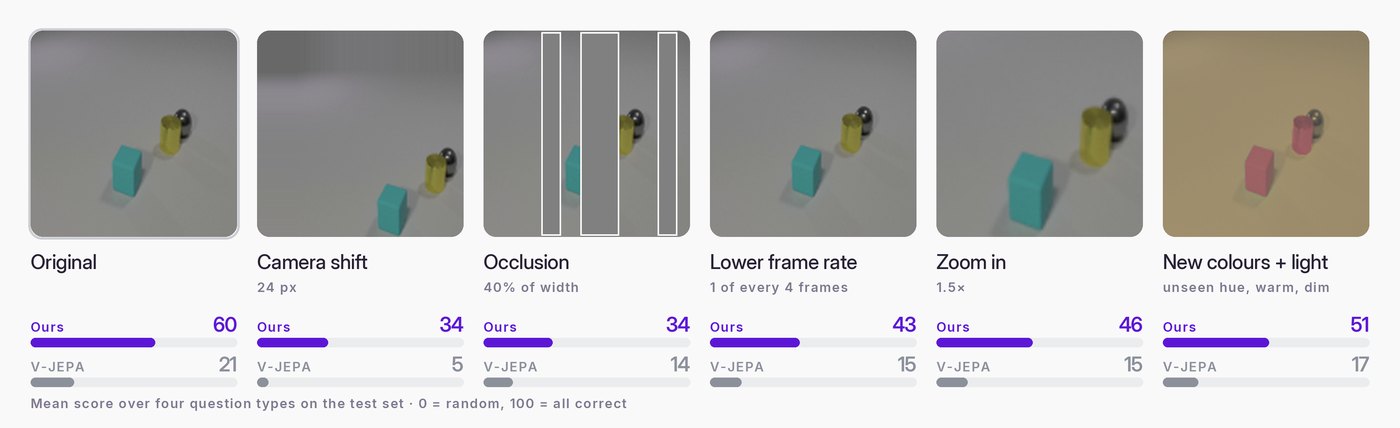 Original
Camera shift
Occlusion
Lower frame rate
Zoom in
New colours + light
24 px
40% of width
1 of every 4 frames
1.5×
unseen hue, warm, dim
Ours 60
Ours 34
Ours 34
Ours 43
Ours 46
Ours 51
V-JEPA 21
V-JEPA 5
V-JEPA 14
V-JEPA 15
V-JEPA 15
V-JEPA 17
Mean score over four question types on the test set · 0 = random, 100 = all correct